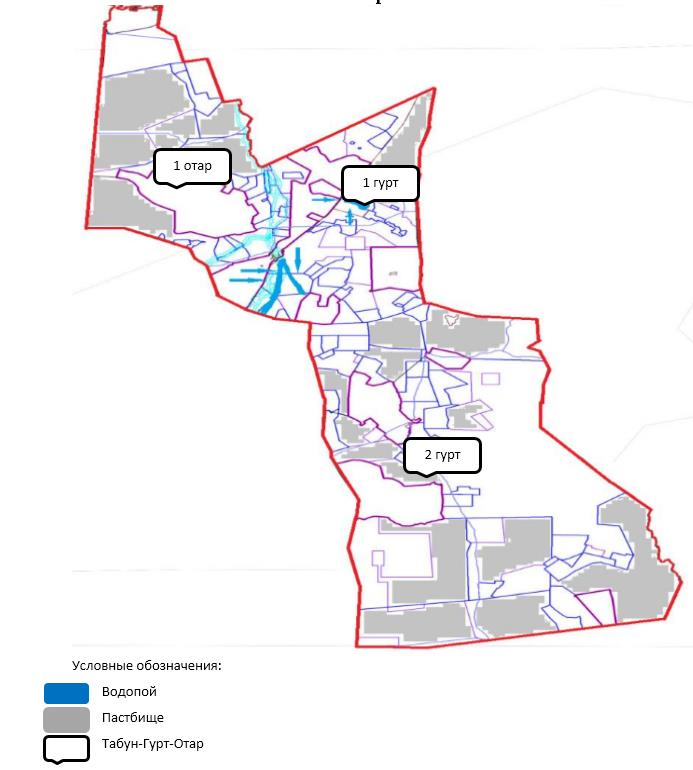 1 отар
1 гурт
2 гурт
Условные обозначения:
Водопой
Пастбище
Табун-Гурт-Отар